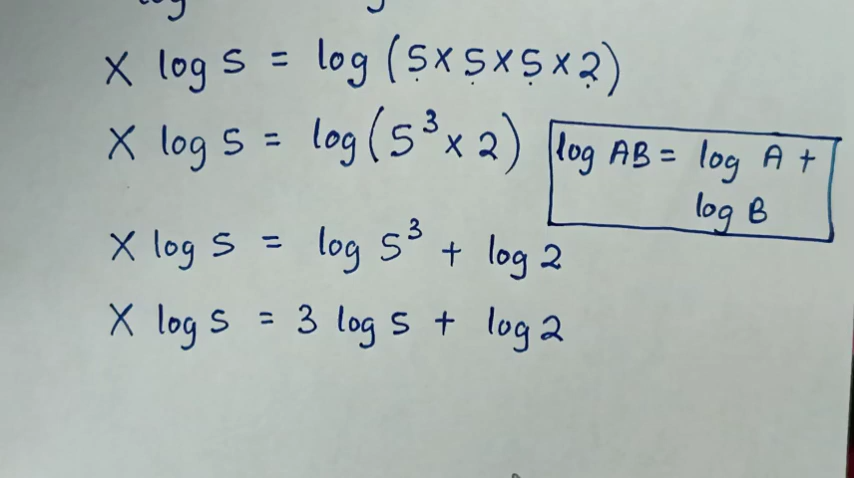 X log 5 = log (5×5×5×2)
X log 5 = log(5³×2)
log AB = log A +
log B
X log 5 = log 5³ + log 2
X log 5 = 3 log 5 + log 2